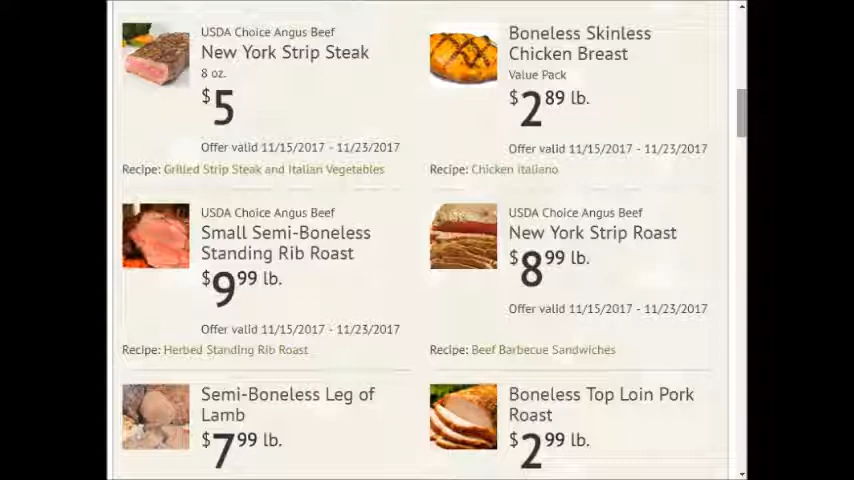 USDA Choice Angus Beef
New York Strip Steak
8 oz.
$5
Offer valid 11/15/2017 - 11/23/2017
Recipe: Grilled Strip Steak and Italian Vegetables
Boneless Skinless
Chicken Breast
Value Pack
$2 89 lb.
Offer valid 11/15/2017 - 11/23/2017
Recipe: Chicken Italiano
USDA Choice Angus Beef
Small Semi-Boneless
Standing Rib Roast
$9 99 lb.
Offer valid 11/15/2017 - 11/23/2017
Recipe: Herbed Standing Rib Roast
USDA Choice Angus Beef
New York Strip Roast
$8 99 lb.
Offer valid 11/15/2017 - 11/23/2017
Recipe: Beef Barbecue Sandwiches
Semi-Boneless Leg of
Lamb
$7 99 lb.
Boneless Top Loin Pork
Roast
$2 99 lb.